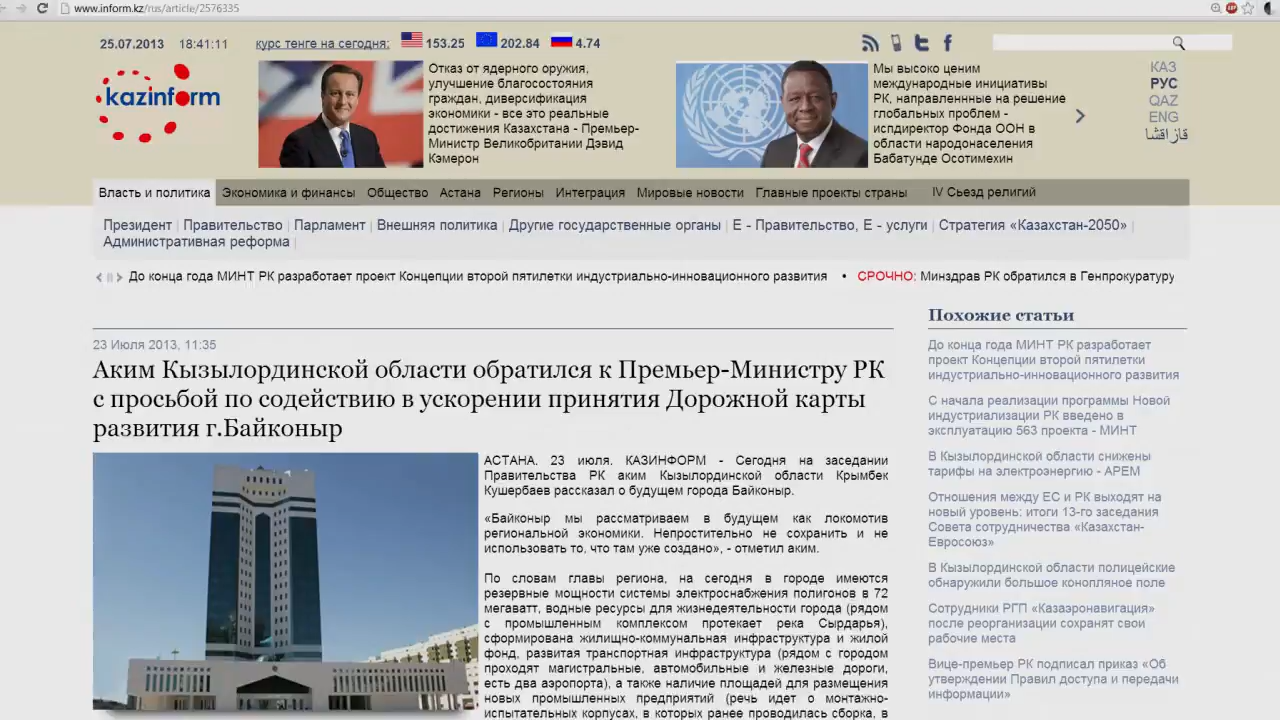 www.inform.kz/rus/article/2576335
25.07.2013 18:41:11 курс тенге на сегодня: 153.25 202.84 4.74
kazinform
Отказ от ядерного оружия,
улучшение благосостояния
граждан, диверсификация
экономики - все это реальные
достижения Казахстана - Премьер-
Министр Великобритании Дэвид
Кэмерон
Мы высоко ценим
международные инициативы
РК, направленнные на решение
глобальных проблем -
испдиректор Фонда ООН в
области народонаселения
Бабатунде Осотимехин
КАЗ
РУС
QAZ
ENG
قازاقشا
Власть и политика Экономика и финансы Общество Астана Регионы Интеграция Мировые новости Главные проекты страны IV Сьезд религий
Президент | Правительство | Парламент | Внешняя политика | Другие государственные органы | Е - Правительство, Е - услуги | Стратегия «Казахстан-2050» |
Административная реформа |
До конца года МИНТ РК разработает проект Концепции второй пятилетки индустриально-инновационного развития • СРОЧНО: Минздрав РК обратился в Генпрокуратуру
23 Июля 2013, 11:35
Аким Кызылординской области обратился к Премьер-Министру РК
с просьбой по содействию в ускорении принятия Дорожной карты
развития г.Байконыр
АСТАНА. 23 июля. КАЗИНФОРМ - Сегодня на заседании
Правительства РК аким Кызылординской области Крымбек
Кушербаев рассказал о будущем города Байконыр.
«Байконыр мы рассматриваем в будущем как локомотив
региональной экономики. Непростительно не сохранить и не
использовать то, что там уже создано», - отметил аким.
По словам главы региона, на сегодня в городе имеются
резервные мощности системы электроснабжения полигонов в 72
мегаватт, водные ресурсы для жизнедеятельности города (рядом
с промышленным комплексом протекает река Сырдарья),
сформирована жилищно-коммунальная инфраструктура и жилой
фонд, развитая транспортная инфраструктура (рядом с городом
проходят магистральные, автомобильные и железные дороги,
есть два аэропорта), а также наличие площадей для размещения
новых промышленных предприятий (речь идет о монтажно-
испытательных корпусах, в которых ранее проводилась сборка, в
Похожие статьи
До конца года МИНТ РК разработает
проект Концепции второй пятилетки
индустриально-инновационного развития
С начала реализации программы Новой
индустриализации РК введено в
эксплуатацию 563 проекта - МИНТ
В Кызылординской области снижены
тарифы на электроэнергию - АРЕМ
Отношения между ЕС и РК выходят на
новый уровень: итоги 13-го заседания
Совета сотрудничества «Казахстан-
Евросоюз»
В Кызылординской области полицейские
обнаружили большое конопляное поле
Сотрудники РГП «Казаэронавигация»
после реорганизации сохранят свои
рабочие места
Вице-премьер РК подписал приказ «Об
утверждении Правил доступа и передачи
информации»